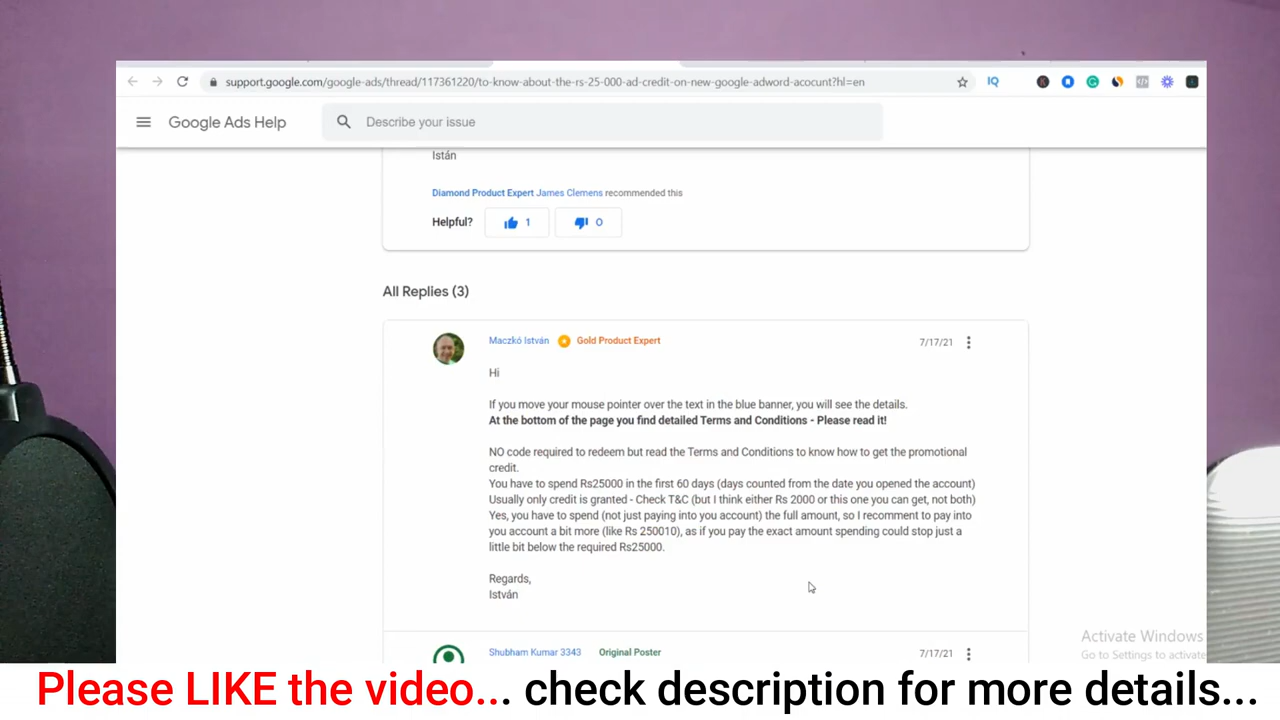 support.google.com/google-ads/thread/117361220/to-know-about-the-rs-25-000-ad-credit-on-new-google-adword-acocunt?hl=en
IQ
Google Ads Help
Describe your issue
Istán
Diamond Product Expert James Clemens recommended this
Helpful? 1 0
All Replies (3)
Maczkó István Gold Product Expert 7/17/21
Hi
If you move your mouse pointer over the text in the blue banner, you will see the details.
At the bottom of the page you find detailed Terms and Conditions - Please read it!
NO code required to redeem but read the Terms and Conditions to know how to get the promotional
credit.
You have to spend Rs25000 in the first 60 days (days counted from the date you opened the account)
Usually only credit is granted - Check T&C (but I think either Rs 2000 or this one you can get, not both)
Yes, you have to spend (not just paying into you account) the full amount, so I recomment to pay into
you account a bit more (like Rs 250010), as if you pay the exact amount spending could stop just a
little bit below the required Rs25000.
Regards,
István
Shubham Kumar 3343 Original Poster 7/17/21
Activate Windows
Go to Settings to activate
Please LIKE the video... check description for more details...